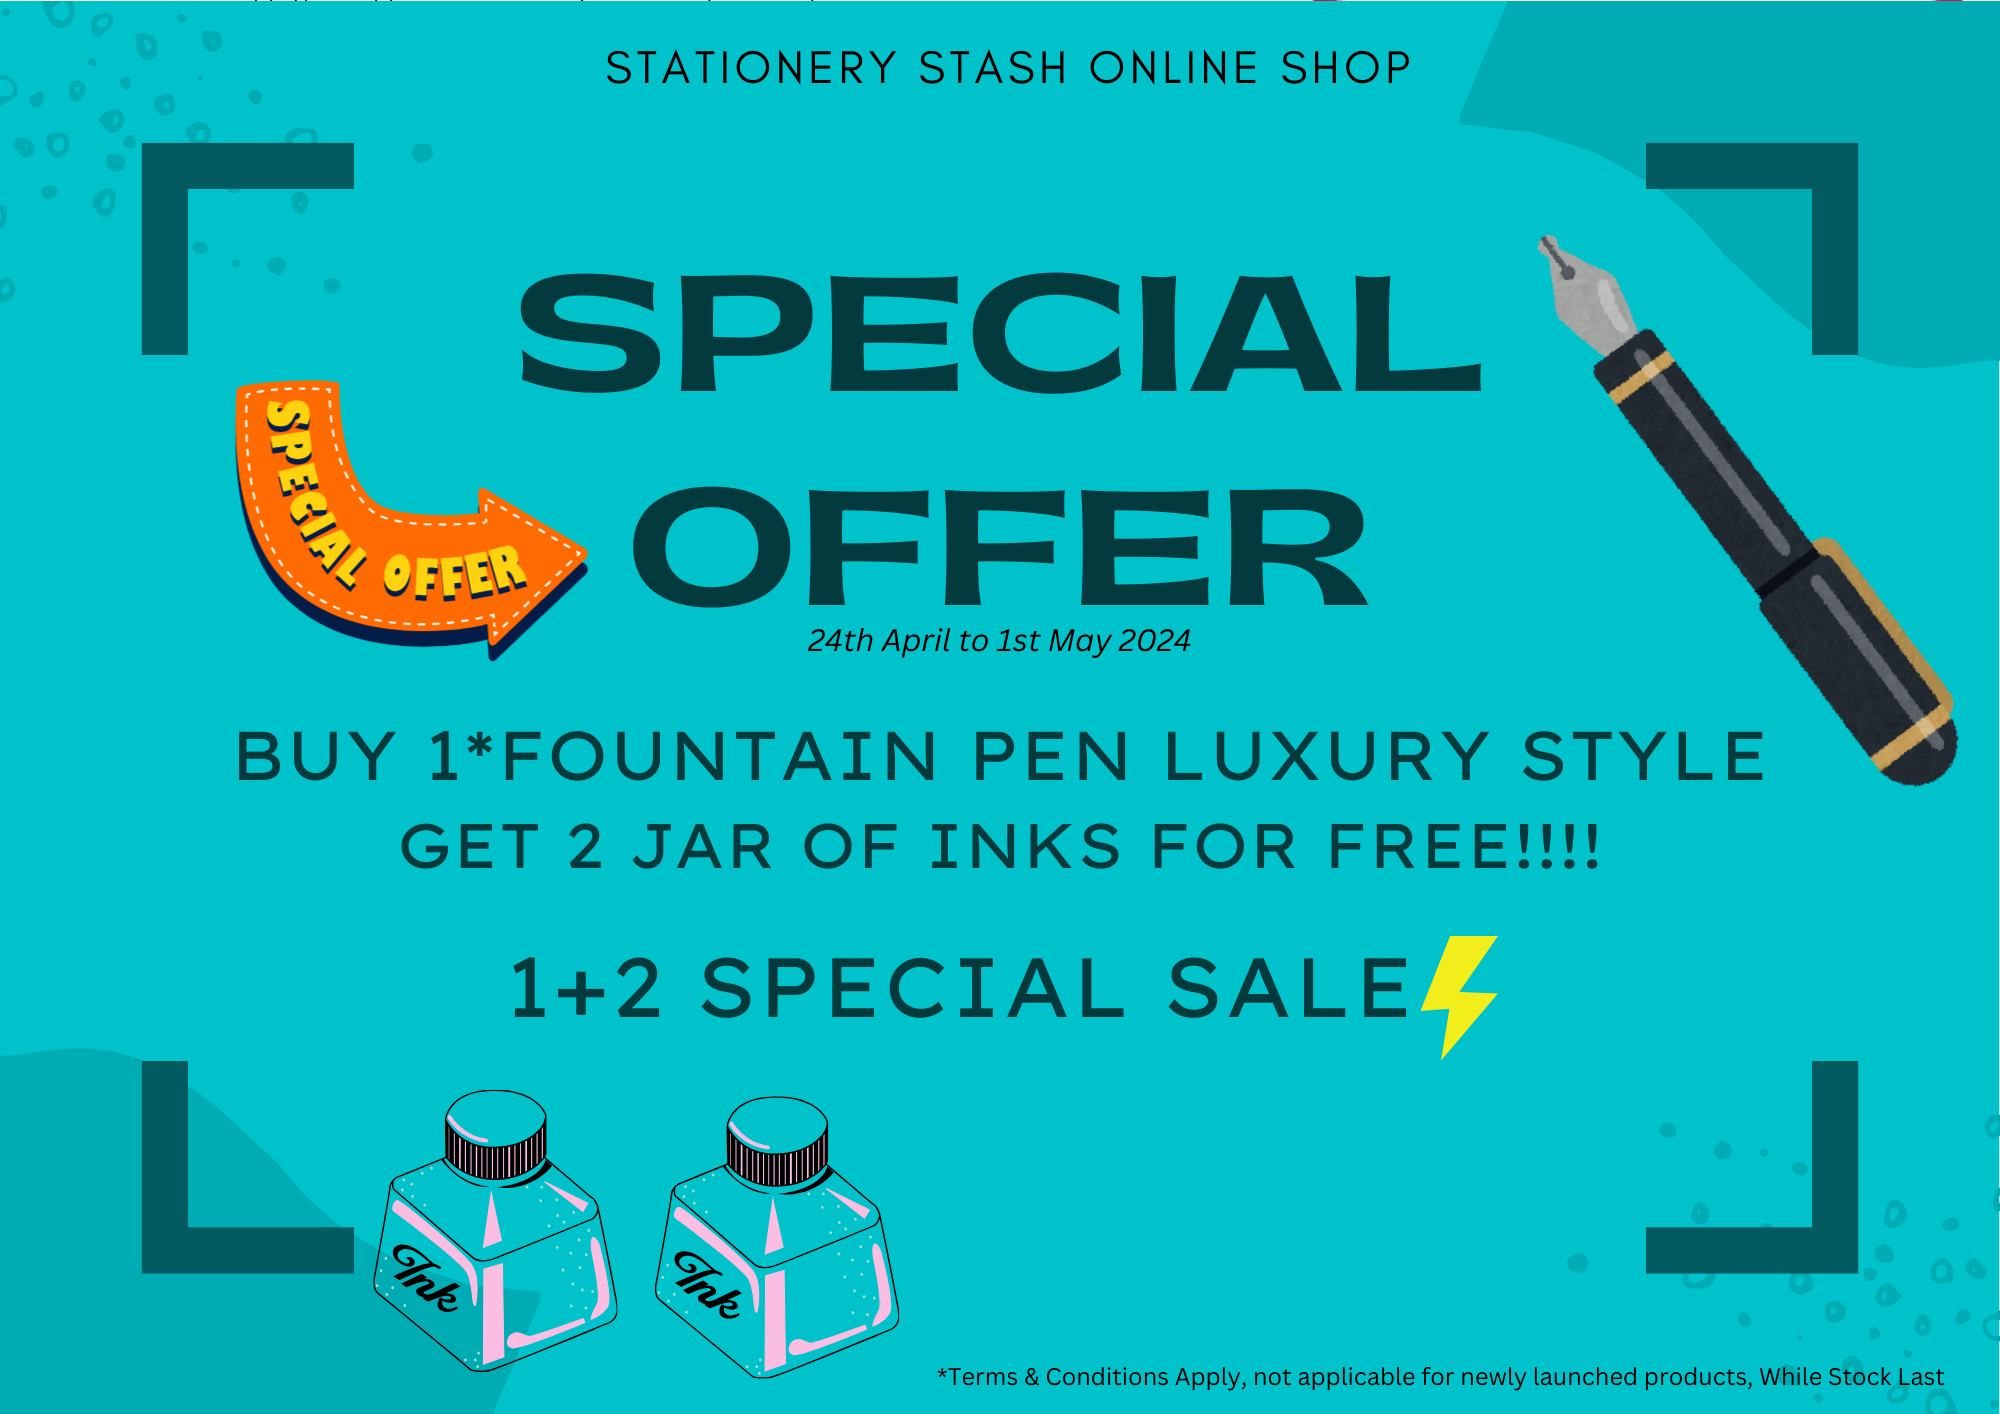 STATIONERY STASH ONLINE SHOP
SPECIAL
OFFER
SPECIAL OFFER
24th April to 1st May 2024
BUY 1*FOUNTAIN PEN LUXURY STYLE
GET 2 JAR OF INKS FOR FREE!!!!
1+2 SPECIAL SALE
Ink
Ink
*Terms & Conditions Apply, not applicable for newly launched products, While Stock Last